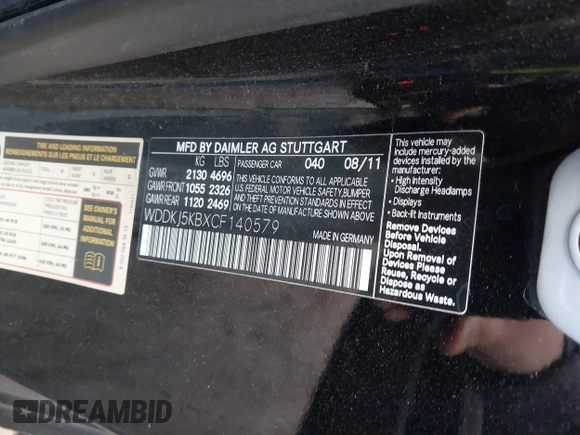 TIRE AND LOADING INFORMATION
RENSEIGNEMENTS SUR LES PNEUS ET LE CHARGEMENT
SEE OWNER'S
MANUAL FOR
ADDITIONAL
INFORMATION
MFD BY DAIMLER AG STUTTGART
KG LBS PASSENGER CAR 040 08/11
GVWR 2130 4696
GAWR FRONT 1055 2326
GAWR REAR 1120 2469
THIS VEHICLE CONFORMS TO ALL APPLICABLE
U.S. FEDERAL MOTOR VEHICLE SAFETY, BUMPER
AND THEFT PREVENTION STANDARDS IN EFFECT
ON THE DATE OF MANUFACTURE SHOWN ABOVE.
WDDKJ5KBXCF140579
MADE IN GERMANY
This vehicle may
include mercury-added
devices installed by
the manufacturer:
• High Intensity
Discharge Headlamps
• Displays
• Back-lit Instruments
Remove Devices
Before Vehicle
Disposal. Upon Removal
Please Reuse, Recycle or
Dispose as
Hazardous Waste.
DREAMBID